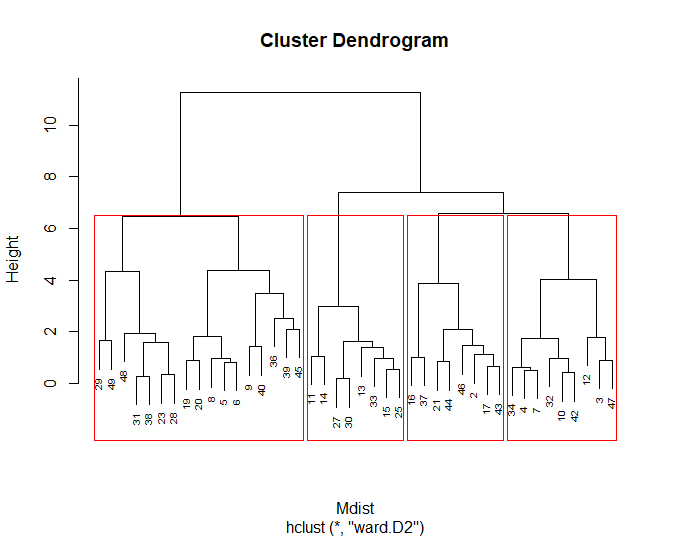 Cluster Dendrogram
Height
0 2 4 6 8 10
29 49 48 31 38 23 28 19 20 8 5 6 9 40 36 39 45 11 14 27 30 13 33 15 25 16 37 21 44 46 2 17 43 34 4 7 32 10 42 12 3 47
Mdist
hclust (*, "ward.D2")